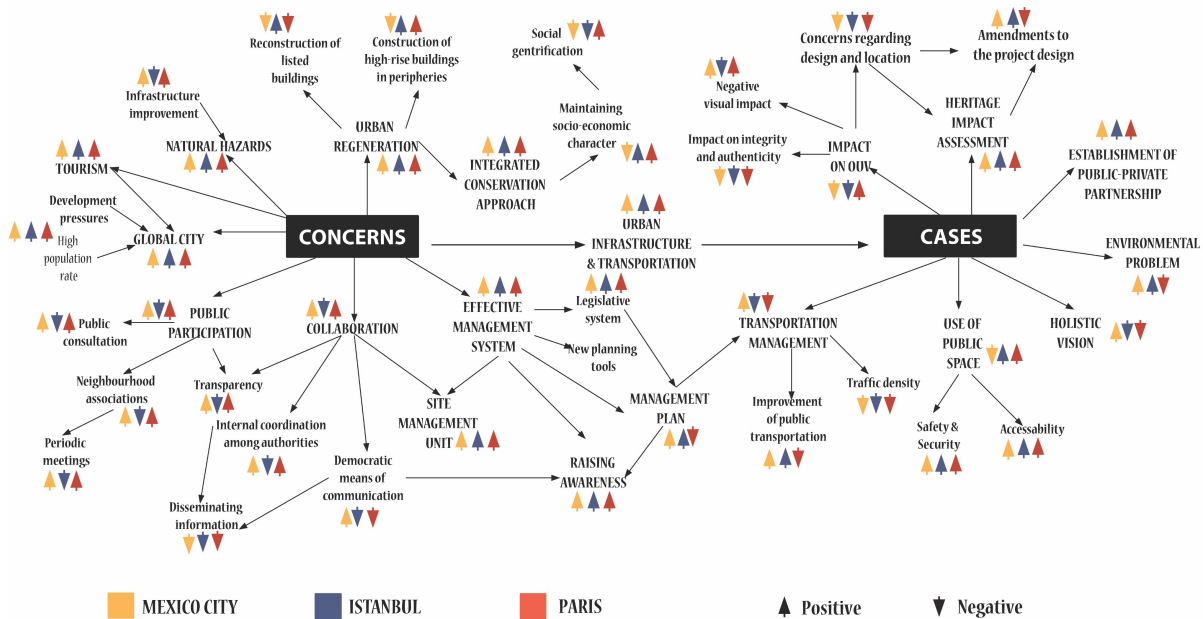 Reconstruction of
listed
buildings
Construction of
high-rise buildings
in peripheries
Social
gentrification
Concerns regarding
design and location
Amendments to
the project design
Infrastructure
improvement
Negative
visual impact
NATURAL HAZARDS
URBAN
REGENERATION
Maintaining
socio-economic
character
HERITAGE
IMPACT
ASSESSMENT
TOURISM
INTEGRATED
CONSERVATION
APPROACH
Impact on integrity
and authenticity
IMPACT
ON OUV
ESTABLISHMENT OF
PUBLIC-PRIVATE
PARTNERSHIP
Development
pressures
GLOBAL CITY
High
population
rate
CONCERNS
URBAN
INFRASTRUCTURE
& TRANSPORTATION
CASES
ENVIRONMENTAL
PROBLEM
PUBLIC
PARTICIPATION
Public
consultation
COLLABORATION
EFFECTIVE
MANAGEMENT
SYSTEM
Legislative
system
New planning
tools
TRANSPORTATION
MANAGEMENT
USE OF
PUBLIC
SPACE
HOLISTIC
VISION
Neighbourhood
associations
Transparency
SITE
MANAGEMENT
UNIT
MANAGEMENT
PLAN
Improvement
of public
transportation
Traffic density
Periodic
meetings
Internal coordination
among authorities
Safety &
Security
Accessability
Democratic
means of
communication
RAISING
AWARENESS
Disseminating
information
MEXICO CITY
ISTANBUL
PARIS
Positive
Negative